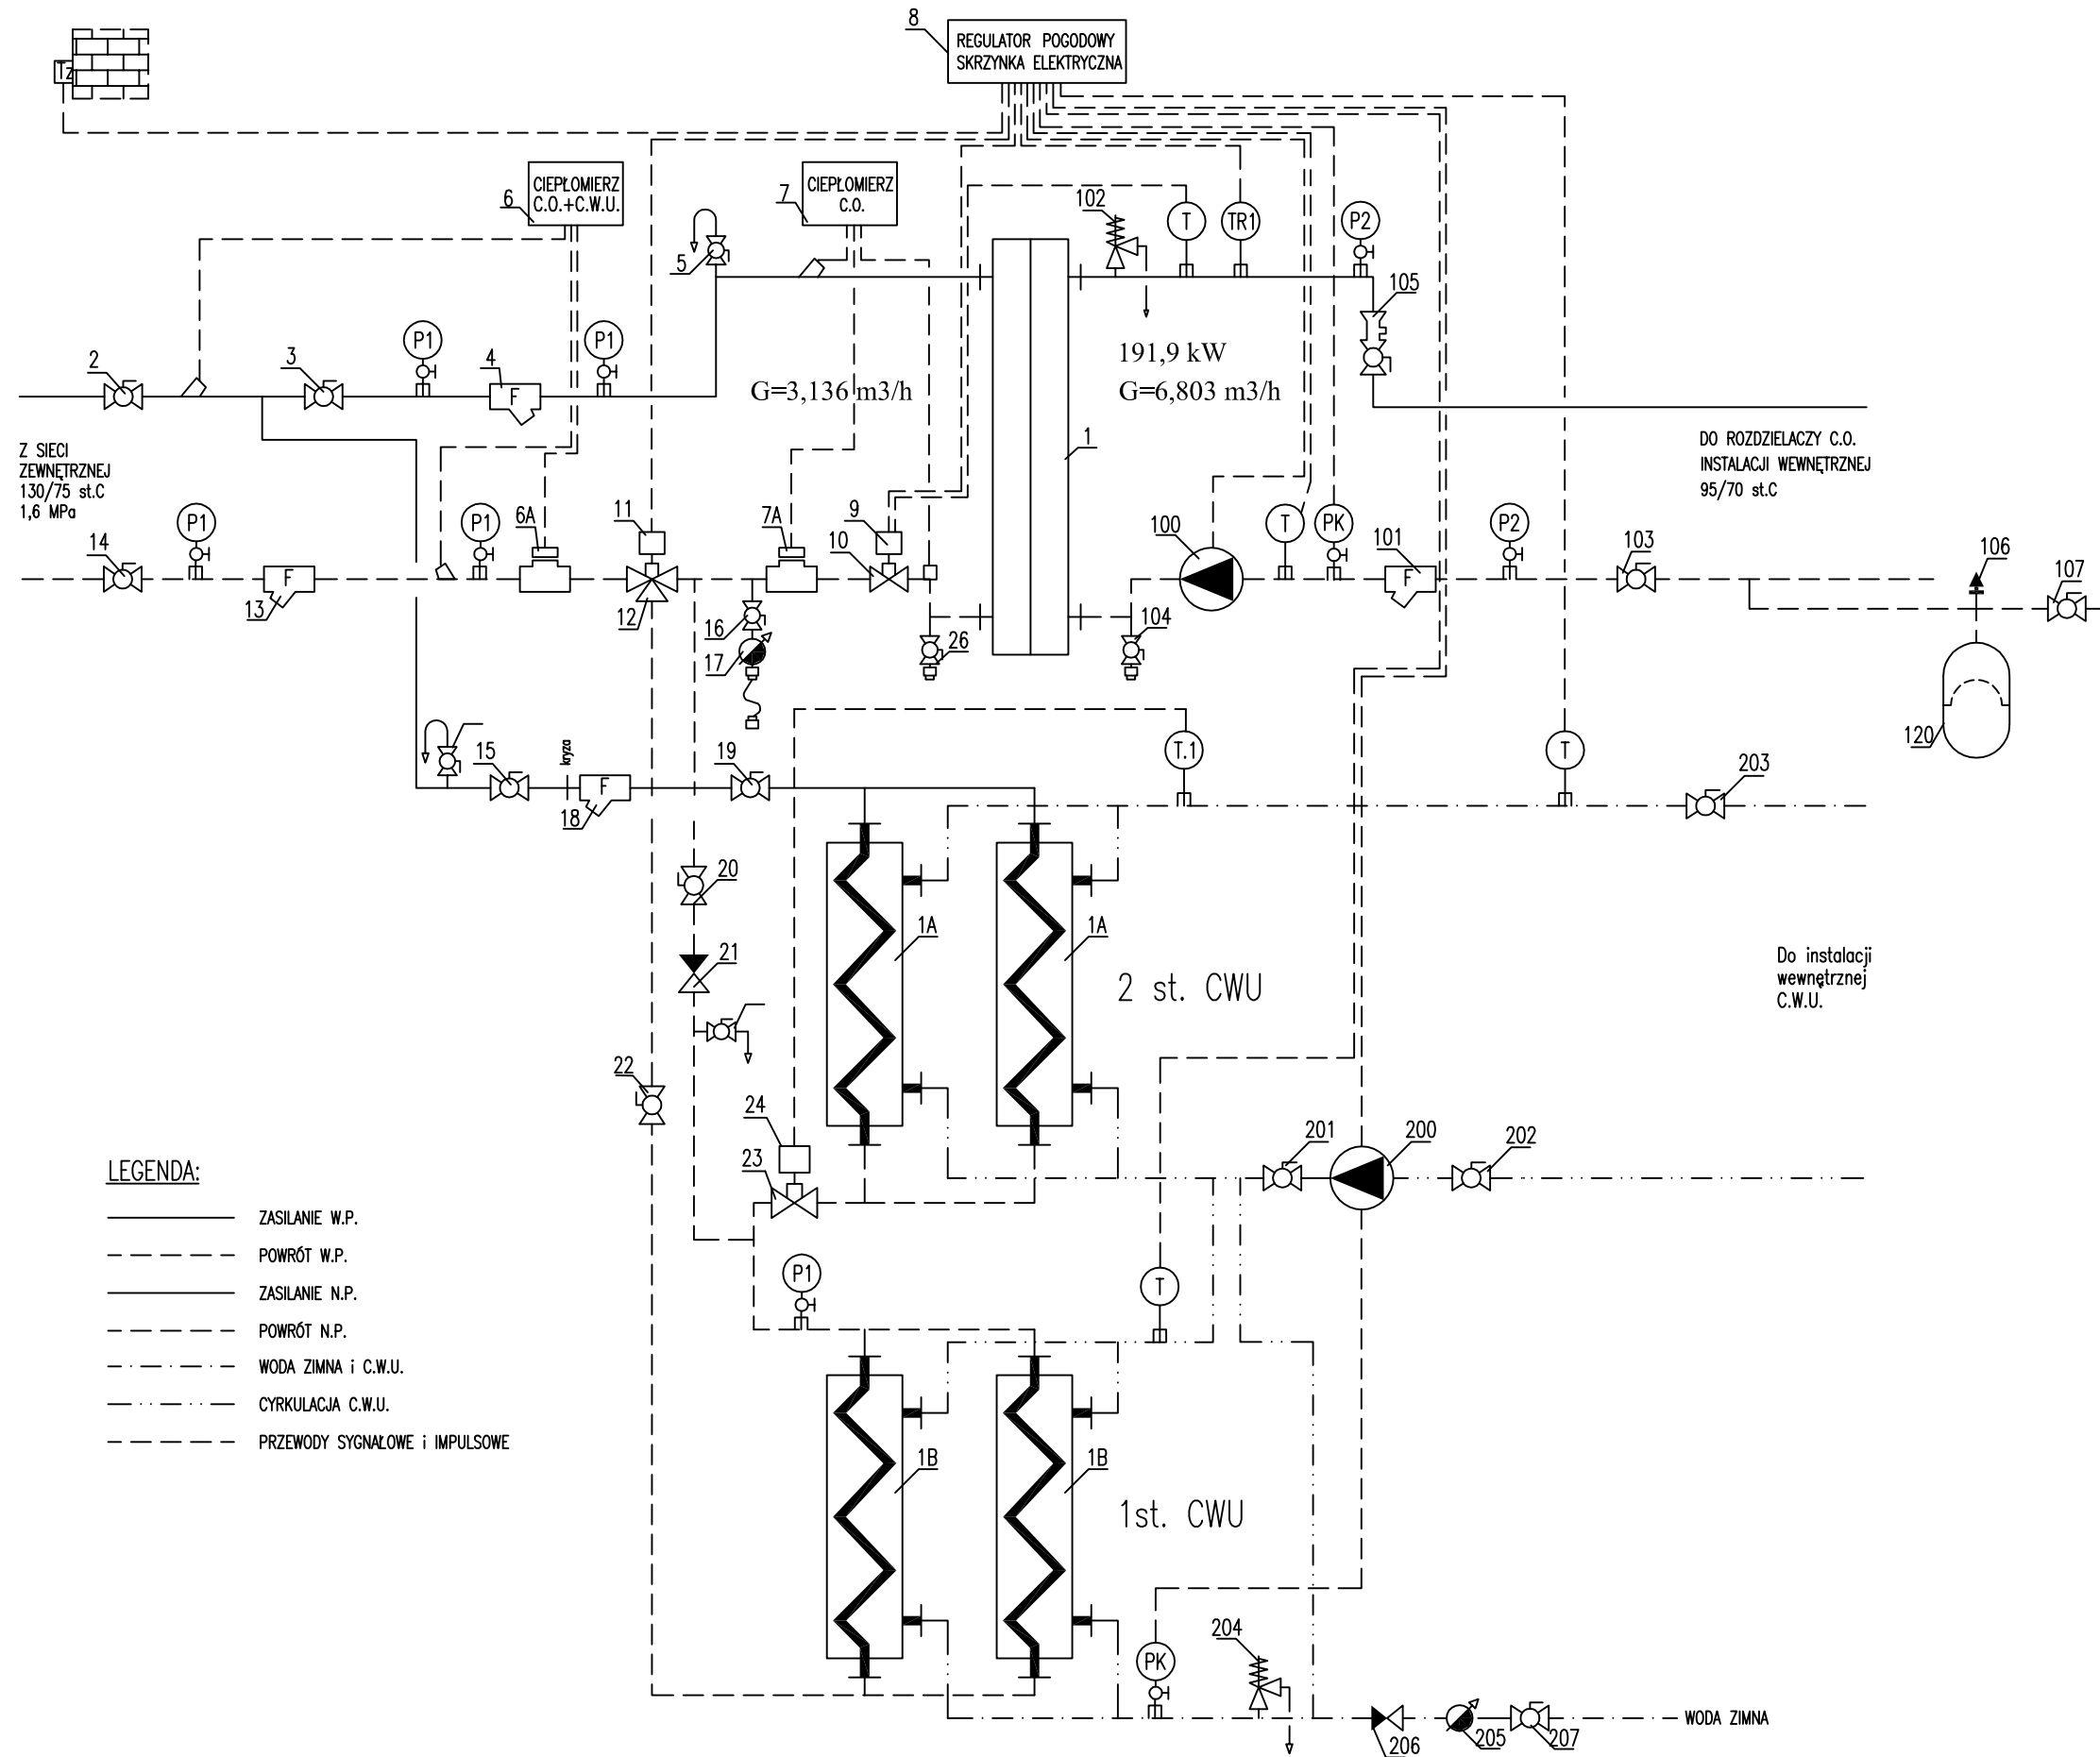 8
REGULATOR POGODOWY
SKRZYNKA ELEKTRYCZNA
Tz
6
CIEPŁOMIERZ
C.O.+C.W.U.
7
CIEPŁOMIERZ
C.O.
5
102
T
TR1
P2
105
2
3
P1
4
F
P1
191,9 kW
G=3,136 m3/h
G=6,803 m3/h
1
Z SIECI
ZEWNĘTRZNEJ
130/75 st.C
1,6 MPa
DO ROZDZIELACZY C.O.
INSTALACJI WEWNĘTRZNEJ
95/70 st.C
14
P1
F
13
P1
6A
11
12
7A
9
10
16
17
26
100
T
PK
101
F
P2
103
104
106
107
120
15
kryza
F
18
19
T.1
T
203
20
21
1A
1A
2 st. CWU
Do instalacji
wewnętrznej
C.W.U.
22
24
23
201
200
202
P1
T
LEGENDA:
ZASILANIE W.P.
POWRÓT W.P.
ZASILANIE N.P.
POWRÓT N.P.
WODA ZIMNA i C.W.U.
CYRKULACJA C.W.U.
PRZEWODY SYGNAŁOWE i IMPULSOWE
1B
1B
1st. CWU
PK
204
206
205
207
WODA ZIMNA